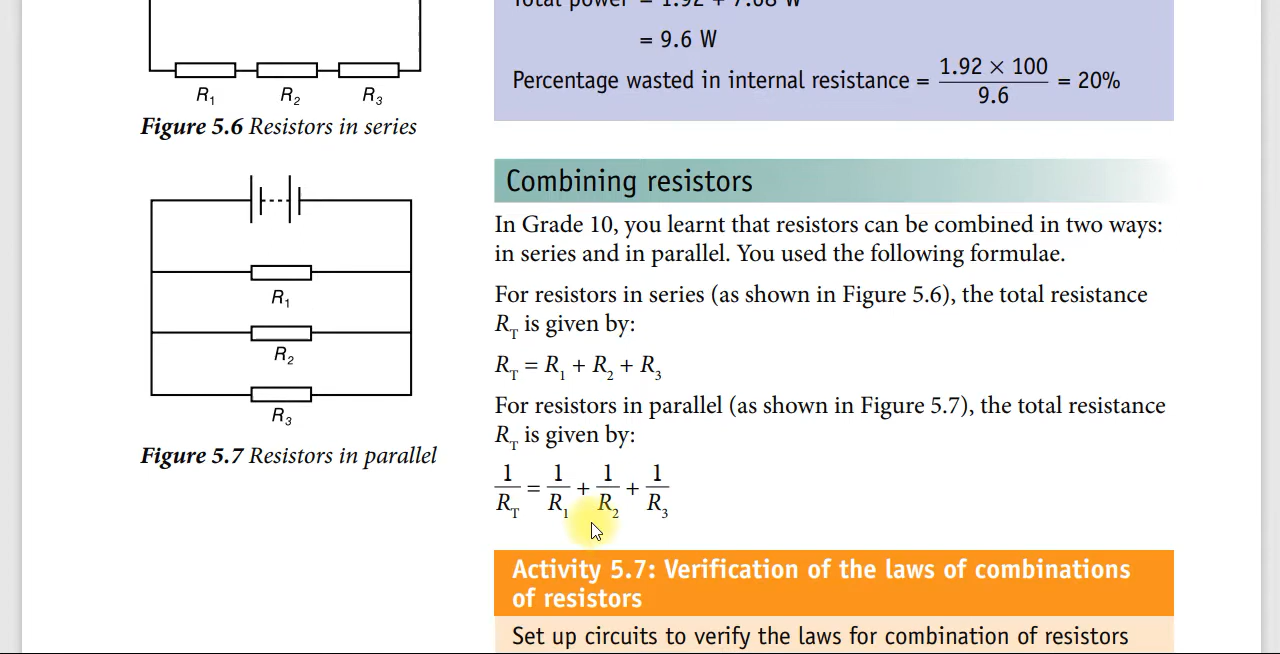 R1 R2 R3
Figure 5.6 Resistors in series
R1
R2
R3
Figure 5.7 Resistors in parallel
Total power = 1.92 + 7.68 W
= 9.6 W
Percentage wasted in internal resistance = 1.92 × 100 / 9.6 = 20%
Combining resistors
In Grade 10, you learnt that resistors can be combined in two ways:
in series and in parallel. You used the following formulae.
For resistors in series (as shown in Figure 5.6), the total resistance
RT is given by:
RT = R1 + R2 + R3
For resistors in parallel (as shown in Figure 5.7), the total resistance
RT is given by:
1/RT = 1/R1 + 1/R2 + 1/R3
Activity 5.7: Verification of the laws of combinations
of resistors
Set up circuits to verify the laws for combination of resistors